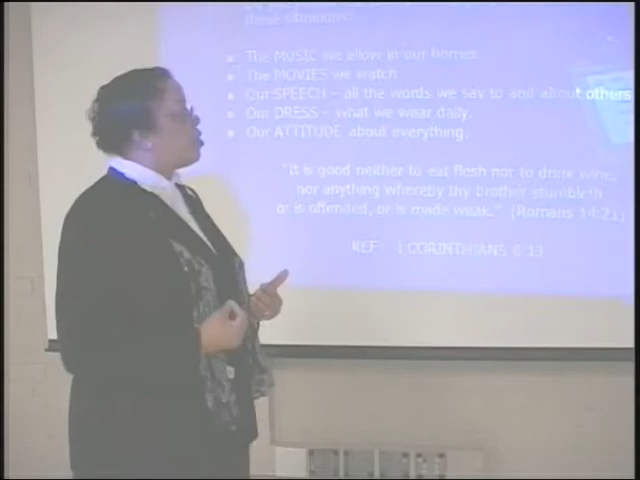 these situations?
The MUSIC we allow in our homes.
The MOVIES we watch
Our SPEECH – all the words we say to and about others
Our DRESS – what we wear daily.
Our ATTITUDE about everything.
"It is good neither to eat flesh nor to drink wine,
nor anything whereby thy brother stumbleth
or is offended, or is made weak." (Romans 14:21)
REF: I CORINTHIANS